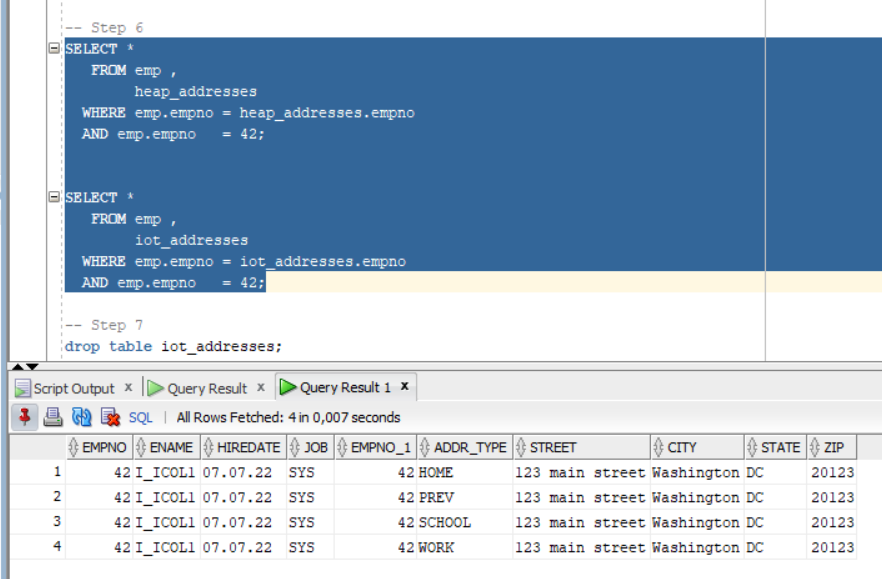 -- Step 6
SELECT *
FROM emp ,
heap_addresses
WHERE emp.empno = heap_addresses.empno
AND emp.empno = 42;
SELECT *
FROM emp ,
iot_addresses
WHERE emp.empno = iot_addresses.empno
AND emp.empno = 42;
-- Step 7
drop table iot_addresses;
Script Output x Query Result x Query Result 1 x
SQL | All Rows Fetched: 4 in 0,007 seconds
EMPNO ENAME HIREDATE JOB EMPNO_1 ADDR_TYPE STREET CITY STATE ZIP
1 42 I_ICOL1 07.07.22 SYS 42 HOME 123 main street Washington DC 20123
2 42 I_ICOL1 07.07.22 SYS 42 PREV 123 main street Washington DC 20123
3 42 I_ICOL1 07.07.22 SYS 42 SCHOOL 123 main street Washington DC 20123
4 42 I_ICOL1 07.07.22 SYS 42 WORK 123 main street Washington DC 20123